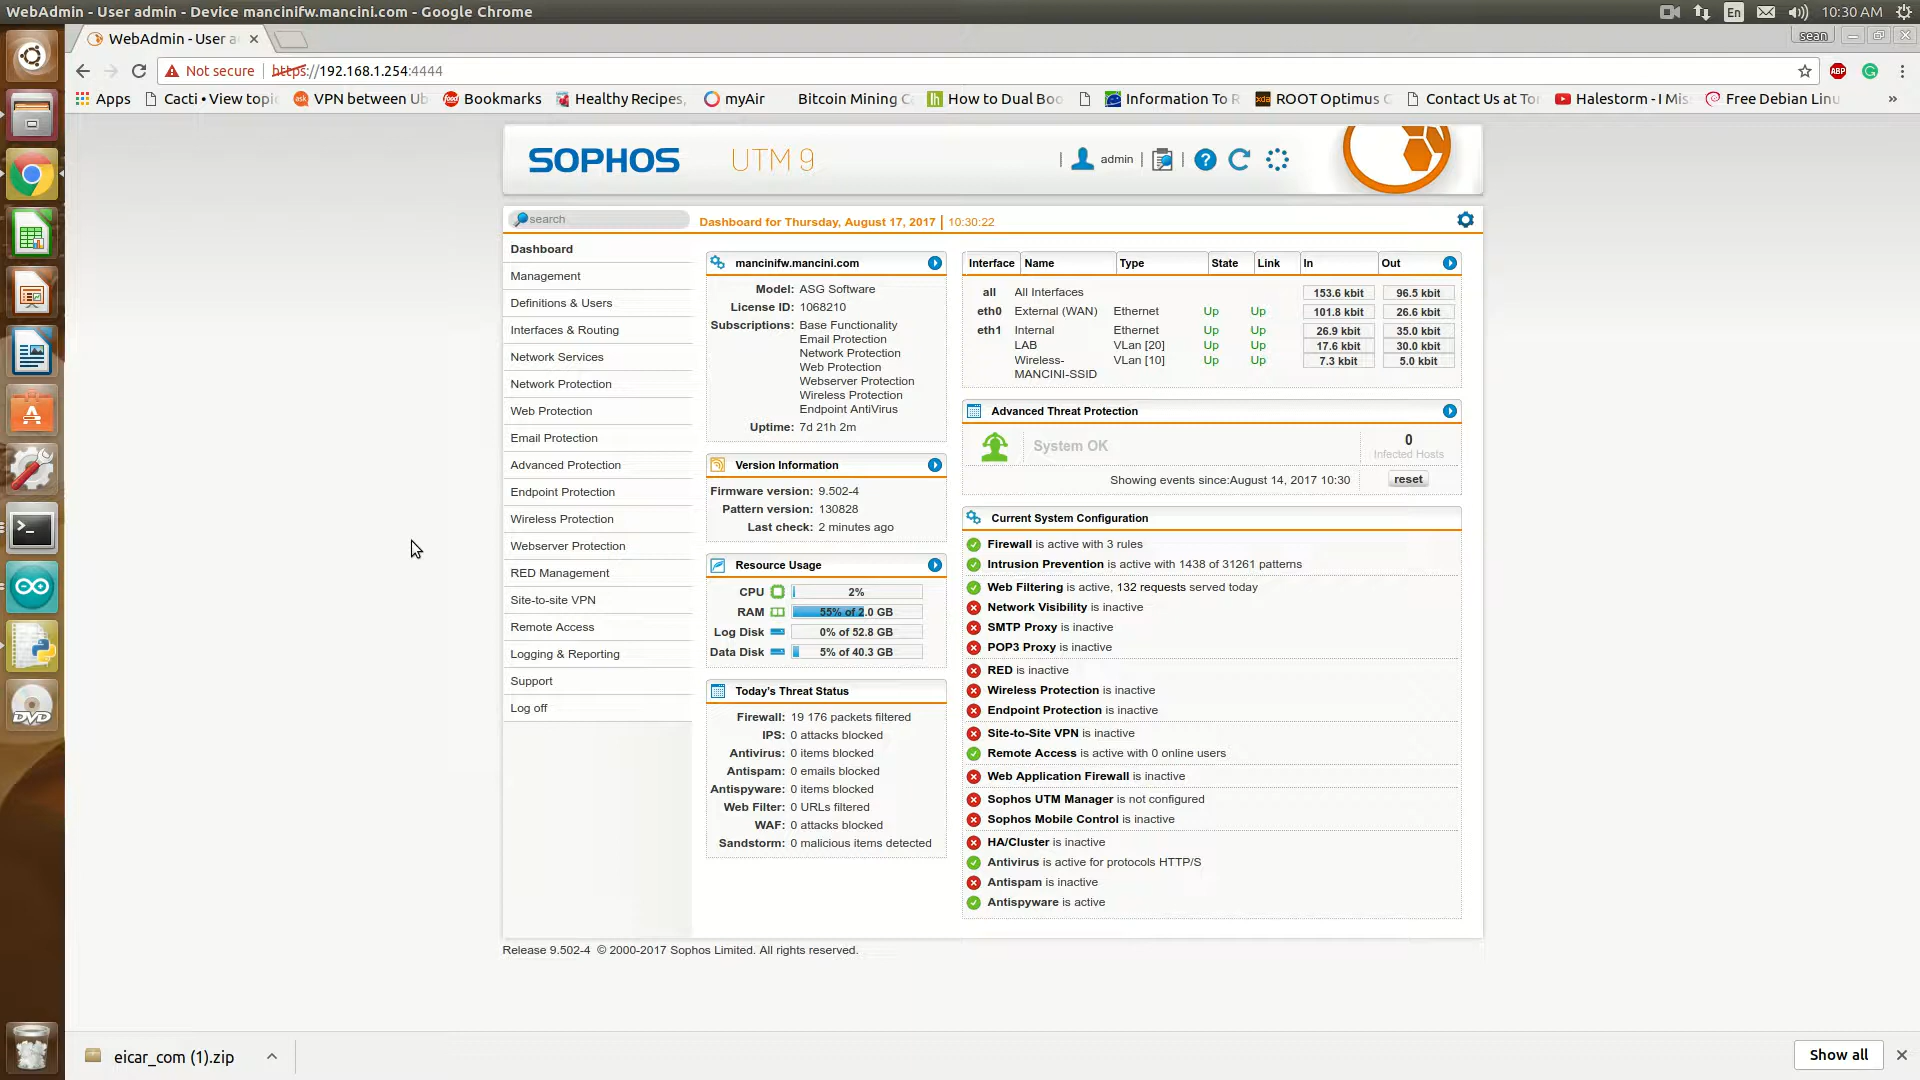 WebAdmin - User admin - Device mancinifw.mancini.com - Google Chrome
En
10:30 AM
WebAdmin - User a
sean
Not secure
https://192.168.1.254:4444
ABP
Apps
Cacti • View topi
VPN between Ub
Bookmarks
Healthy Recipes,
myAir
Bitcoin Mining C
How to Dual Boo
Information To R
ROOT Optimus
Contact Us at To
Halestorm - I Mis
Free Debian Linu
»
SOPHOS UTM 9
admin
search
Dashboard for Thursday, August 17, 2017 | 10:30:22
Dashboard
Management
Definitions & Users
Interfaces & Routing
Network Services
Network Protection
Web Protection
Email Protection
Advanced Protection
Endpoint Protection
Wireless Protection
Webserver Protection
RED Management
Site-to-site VPN
Remote Access
Logging & Reporting
Support
Log off
mancinifw.mancini.com
Model: ASG Software
License ID: 1068210
Subscriptions: Base Functionality
Email Protection
Network Protection
Web Protection
Webserver Protection
Wireless Protection
Endpoint AntiVirus
Uptime: 7d 21h 2m
Version Information
Firmware version: 9.502-4
Pattern version: 130828
Last check: 2 minutes ago
Resource Usage
CPU 2%
RAM 55% of 2.0 GB
Log Disk 0% of 52.8 GB
Data Disk 5% of 40.3 GB
Today's Threat Status
Firewall: 19 176 packets filtered
IPS: 0 attacks blocked
Antivirus: 0 items blocked
Antispam: 0 emails blocked
Antispyware: 0 items blocked
Web Filter: 0 URLs filtered
WAF: 0 attacks blocked
Sandstorm: 0 malicious items detected
Interface Name Type State Link In Out
all All Interfaces 153.6 kbit 96.5 kbit
eth0 External (WAN) Ethernet Up Up 101.8 kbit 26.6 kbit
eth1 Internal Ethernet Up Up 26.9 kbit 35.0 kbit
LAB VLan [20] Up Up 17.6 kbit 30.0 kbit
Wireless- VLan [10] Up Up 7.3 kbit 5.0 kbit
MANCINI-SSID
Advanced Threat Protection
System OK
0
Infected Hosts
Showing events since:August 14, 2017 10:30
reset
Current System Configuration
Firewall is active with 3 rules
Intrusion Prevention is active with 1438 of 31261 patterns
Web Filtering is active, 132 requests served today
Network Visibility is inactive
SMTP Proxy is inactive
POP3 Proxy is inactive
RED is inactive
Wireless Protection is inactive
Endpoint Protection is inactive
Site-to-Site VPN is inactive
Remote Access is active with 0 online users
Web Application Firewall is inactive
Sophos UTM Manager is not configured
Sophos Mobile Control is inactive
HA/Cluster is inactive
Antivirus is active for protocols HTTP/S
Antispam is inactive
Antispyware is active
Release 9.502-4 © 2000-2017 Sophos Limited. All rights reserved.
eicar_com (1).zip
Show all
DVD